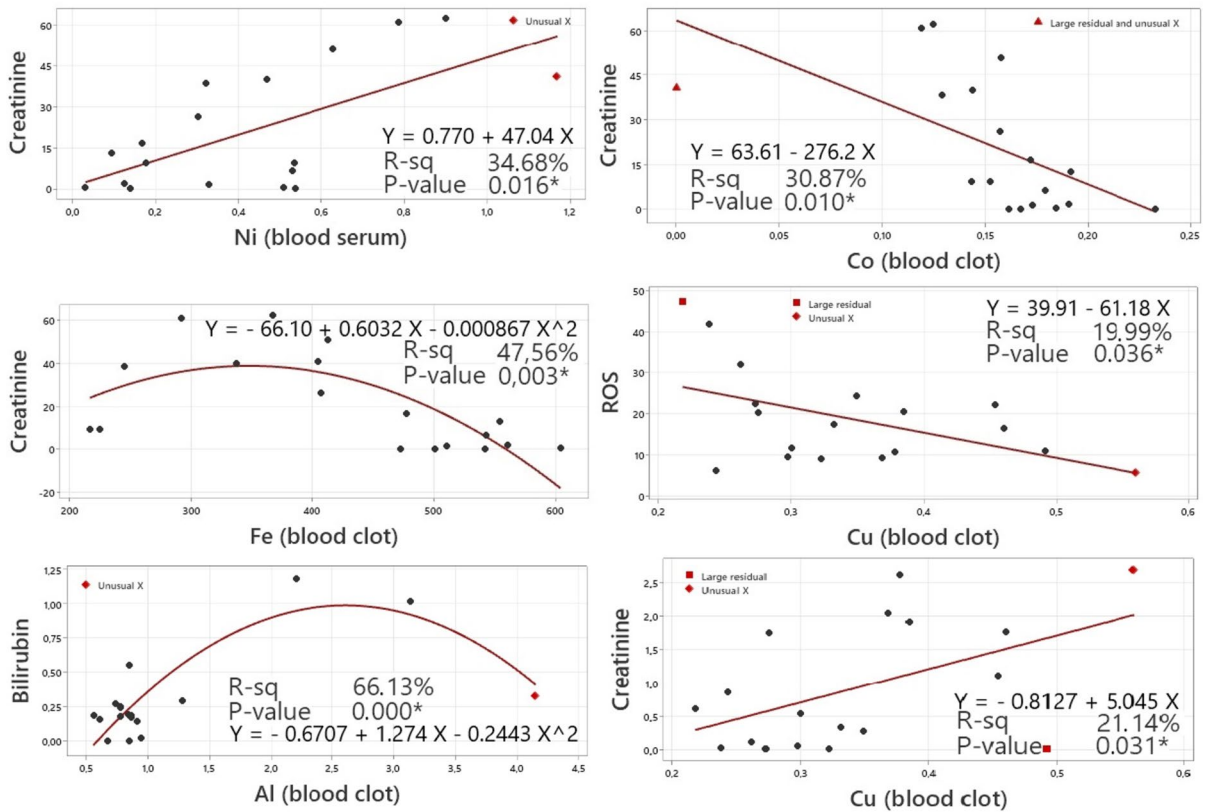 60
45
30
15
0
Creatinine
Unusual X
Y = 0.770 + 47.04 X
R-sq 34.68%
P-value 0.016*
0,0 0,2 0,4 0,6 0,8 1,0 1,2
Ni (blood serum)
60
45
30
15
0
Creatinine
Large residual and unusual X
Y = 63.61 - 276.2 X
R-sq 30.87%
P-value 0.010*
0,00 0,05 0,10 0,15 0,20 0,25
Co (blood clot)
60
40
20
0
-20
Creatinine
Y = - 66.10 + 0.6032 X - 0.000867 X^2
R-sq 47,56%
P-value 0,003*
200 300 400 500 600
Fe (blood clot)
50
40
30
20
10
0
ROS
Large residual
Unusual X
Y = 39.91 - 61.18 X
R-sq 19.99%
P-value 0.036*
0,2 0,3 0,4 0,5 0,6
Cu (blood clot)
1,25
1,00
0,75
0,50
0,25
0,00
Bilirubin
Unusual X
R-sq 66.13%
P-value 0.000*
Y = - 0.6707 + 1.274 X - 0.2443 X^2
0,5 1,0 1,5 2,0 2,5 3,0 3,5 4,0 4,5
Al (blood clot)
2,5
2,0
1,5
1,0
0,5
0,0
Creatinine
Large residual
Unusual X
Y = - 0.8127 + 5.045 X
R-sq 21.14%
P-value 0.031*
0,2 0,3 0,4 0,5 0,6
Cu (blood clot)